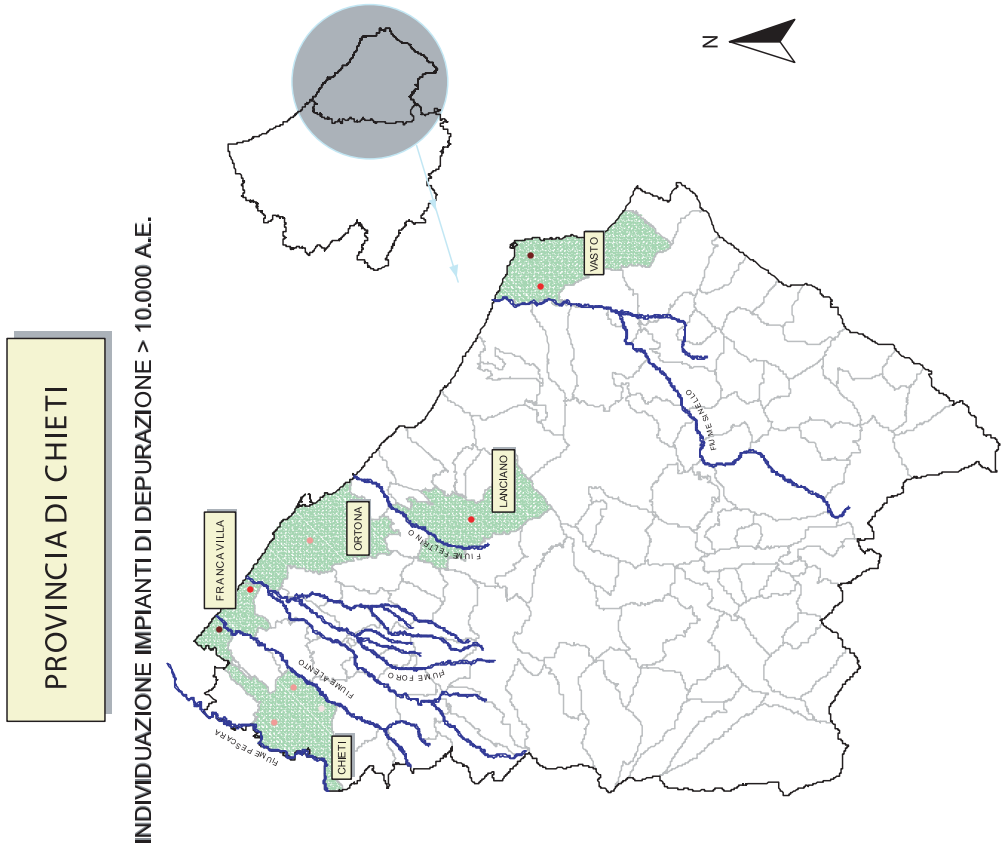 PROVINCIA DI CHIETI
INDIVIDUAZIONE IMPIANTI DI DEPURAZIONE > 10.000 A.E.
N
FRANCAVILLA
ORTONA
LANCIANO
VASTO
CHIETI
FIUME PESCARA
FIUME ALENTO
FIUME FORO
FIUME FELTRINO
FIUME SINELLO